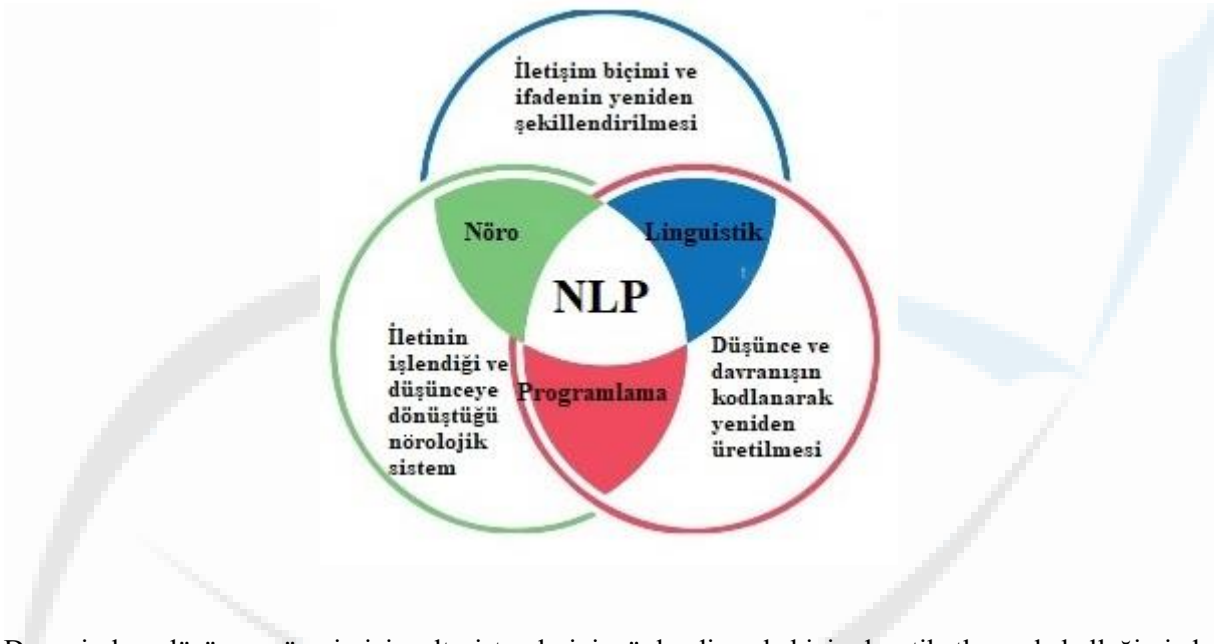 İletişim biçimi ve
ifadenin yeniden
şekillendirilmesi
Nöro
Linguistik
NLP
İletinin
işlendiği ve
düşünceye
dönüştüğü
nörolojik
sistem
Programlama
Düşünce ve
davranışın
kodlanarak
yeniden
üretilmesi